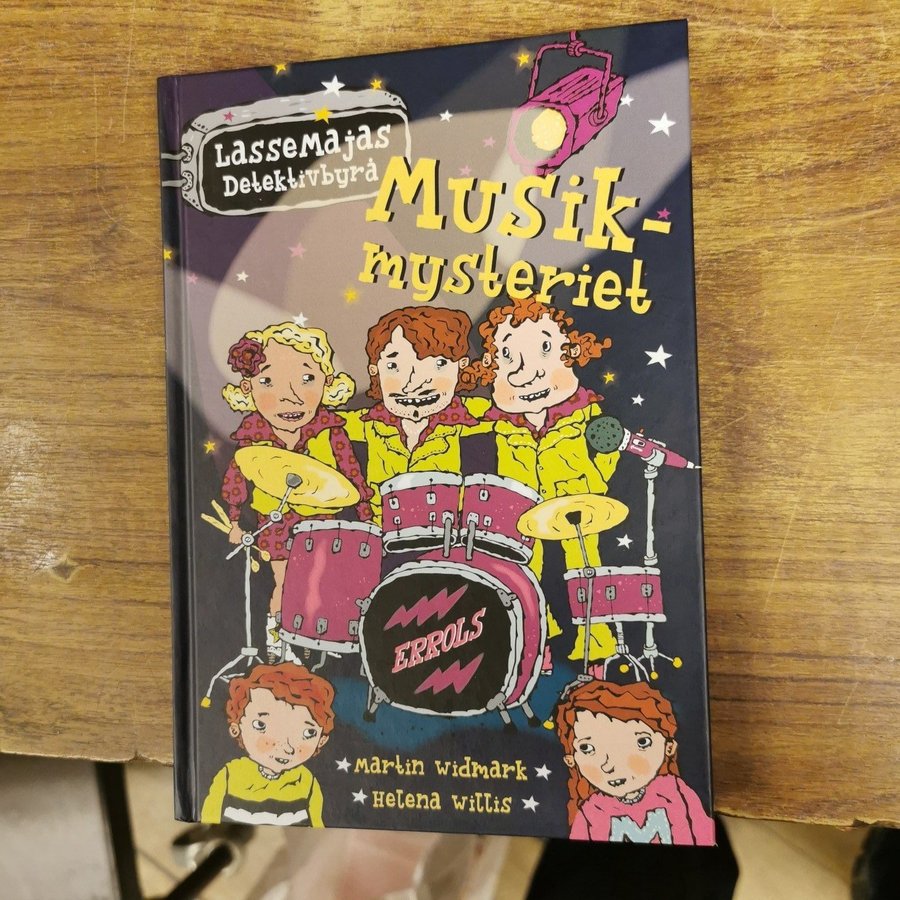 LasseMajas
Detektivbyrå
Musik-
mysteriet
ERROLS
Martin Widmark
Helena Willis
M